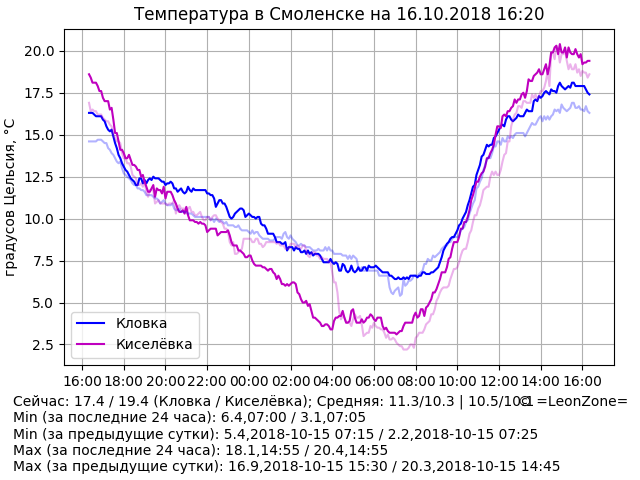 Температура в Смоленске на 16.10.2018 16:20
градусов Цельсия, °C
20.0
17.5
15.0
12.5
10.0
7.5
5.0
2.5
Кловка
Киселёвка
16:00 18:00 20:00 22:00 00:00 02:00 04:00 06:00 08:00 10:00 12:00 14:00 16:00
Сейчас: 17.4 / 19.4 (Кловка / Киселёвка); Средняя: 11.3/10.3 | 10.5/10.1 © =LeonZone=
Min (за последние 24 часа): 6.4,07:00 / 3.1,07:05
Min (за предыдущие сутки): 5.4,2018-10-15 07:15 / 2.2,2018-10-15 07:25
Max (за последние 24 часа): 18.1,14:55 / 20.4,14:55
Max (за предыдущие сутки): 16.9,2018-10-15 15:30 / 20.3,2018-10-15 14:45